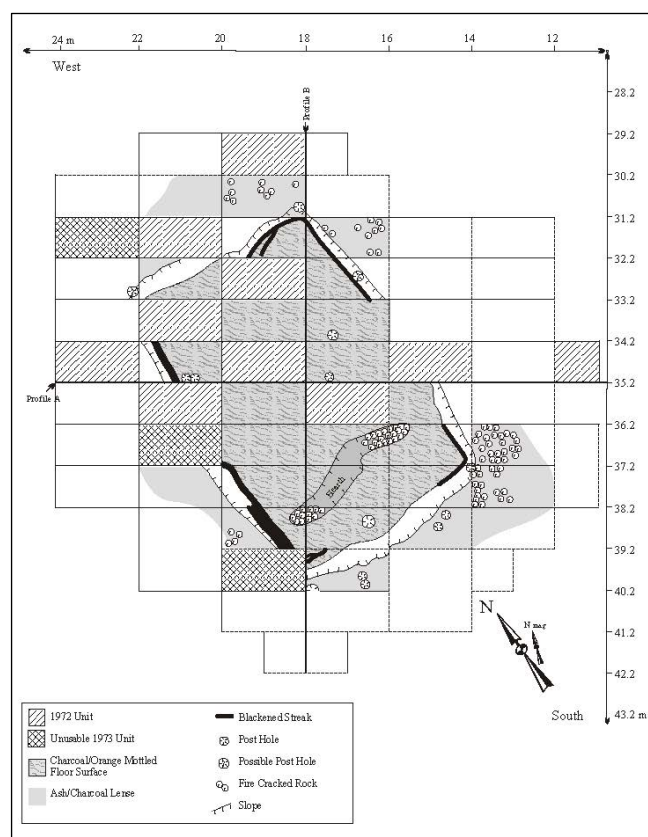 24 m 22 20 18 16 14 12
West
Profile B
28.2
29.2
30.2
31.2
32.2
33.2
34.2
35.2
Profile A
36.2
37.2
Bench
38.2
39.2
40.2
N
N mag
41.2
42.2
43.2 m
South
1972 Unit
Unusable 1973 Unit
Charcoal/Orange Mottled
Floor Surface
Ash/Charcoal Lense
Blackened Streak
Post Hole
Possible Post Hole
Fire Cracked Rock
Slope